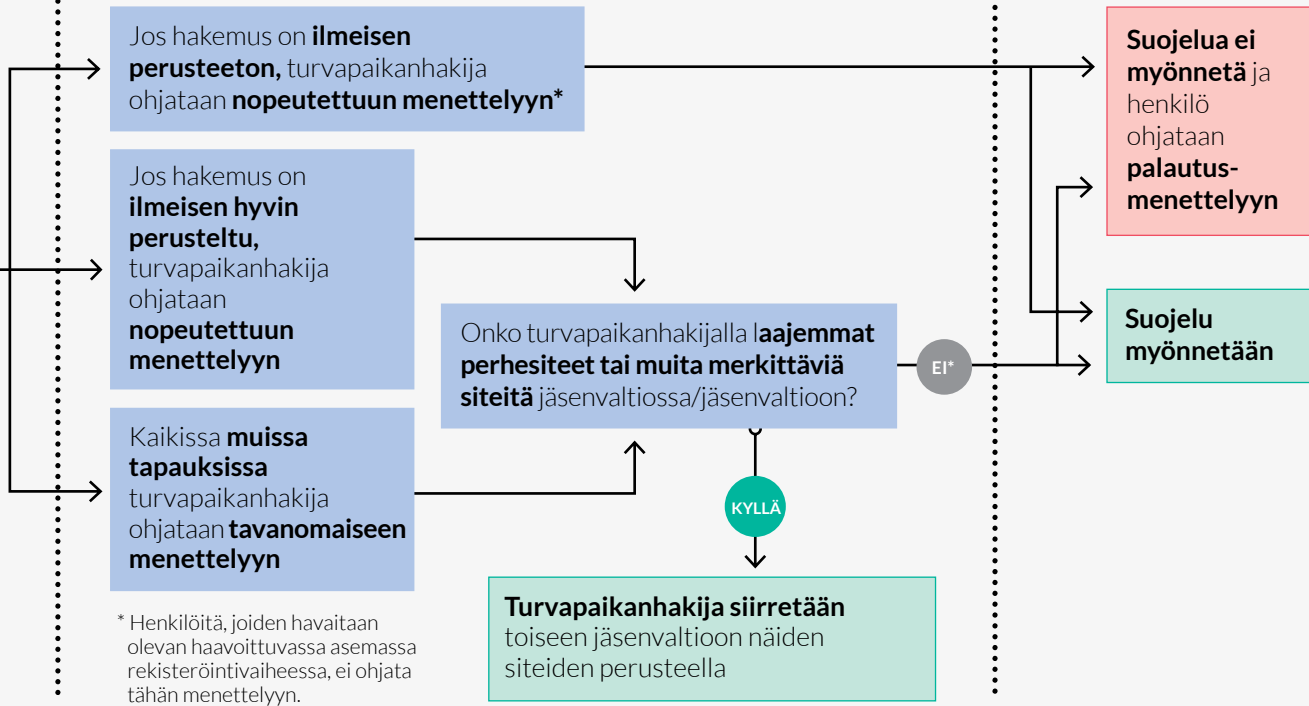 Jos hakemus on ilmeisen
perusteeton, turvapaikanhakija
ohjataan nopeutettuun menettelyyn*
Jos hakemus on
ilmeisen hyvin
perusteltu,
turvapaikanhakija
ohjataan
nopeutettuun
menettelyyn
Kaikissa muissa
tapauksissa
turvapaikanhakija
ohjataan tavanomaiseen
menettelyyn
* Henkilöitä, joiden havaitaan
olevan haavoittuvassa asemassa
rekisteröintivaiheessa, ei ohjata
tähän menettelyyn.
Onko turvapaikanhakijalla laajemmat
perhesiteet tai muita merkittäviä
siteitä jäsenvaltiossa/jäsenvaltioon?
EI*
KYLLÄ
Turvapaikanhakija siirretään
toiseen jäsenvaltioon näiden
siteiden perusteella
Suojelua ei
myönnetä ja
henkilö
ohjataan
palautus-
menettelyyn
Suojelu
myönnetään